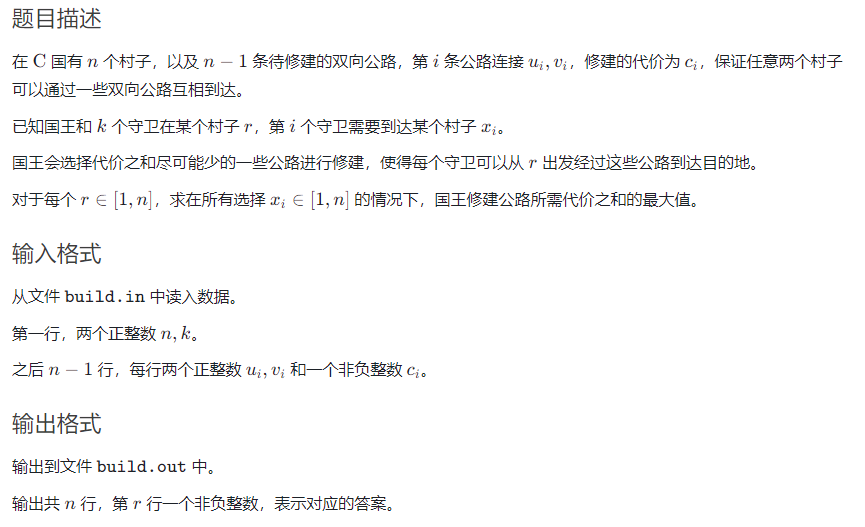 题目描述
在 C 国有 n 个村子，以及 n − 1 条待修建的双向公路，第 i 条公路连接 u_i, v_i，修建的代价为 c_i，保证任意两个村子
可以通过一些双向公路互相到达。
已知国王和 k 个守卫在某个村子 r，第 i 个守卫需要到达某个村子 x_i。
国王会选择代价之和尽可能少的一些公路进行修建，使得每个守卫可以从 r 出发经过这些公路到达目的地。
对于每个 r ∈ [1, n]，求在所有选择 x_i ∈ [1, n] 的情况下，国王修建公路所需代价之和的最大值。
输入格式
从文件 build.in 中读入数据。
第一行，两个正整数 n, k。
之后 n − 1 行，每行两个正整数 u_i, v_i 和一个非负整数 c_i。
输出格式
输出到文件 build.out 中。
输出共 n 行，第 r 行一个非负整数，表示对应的答案。